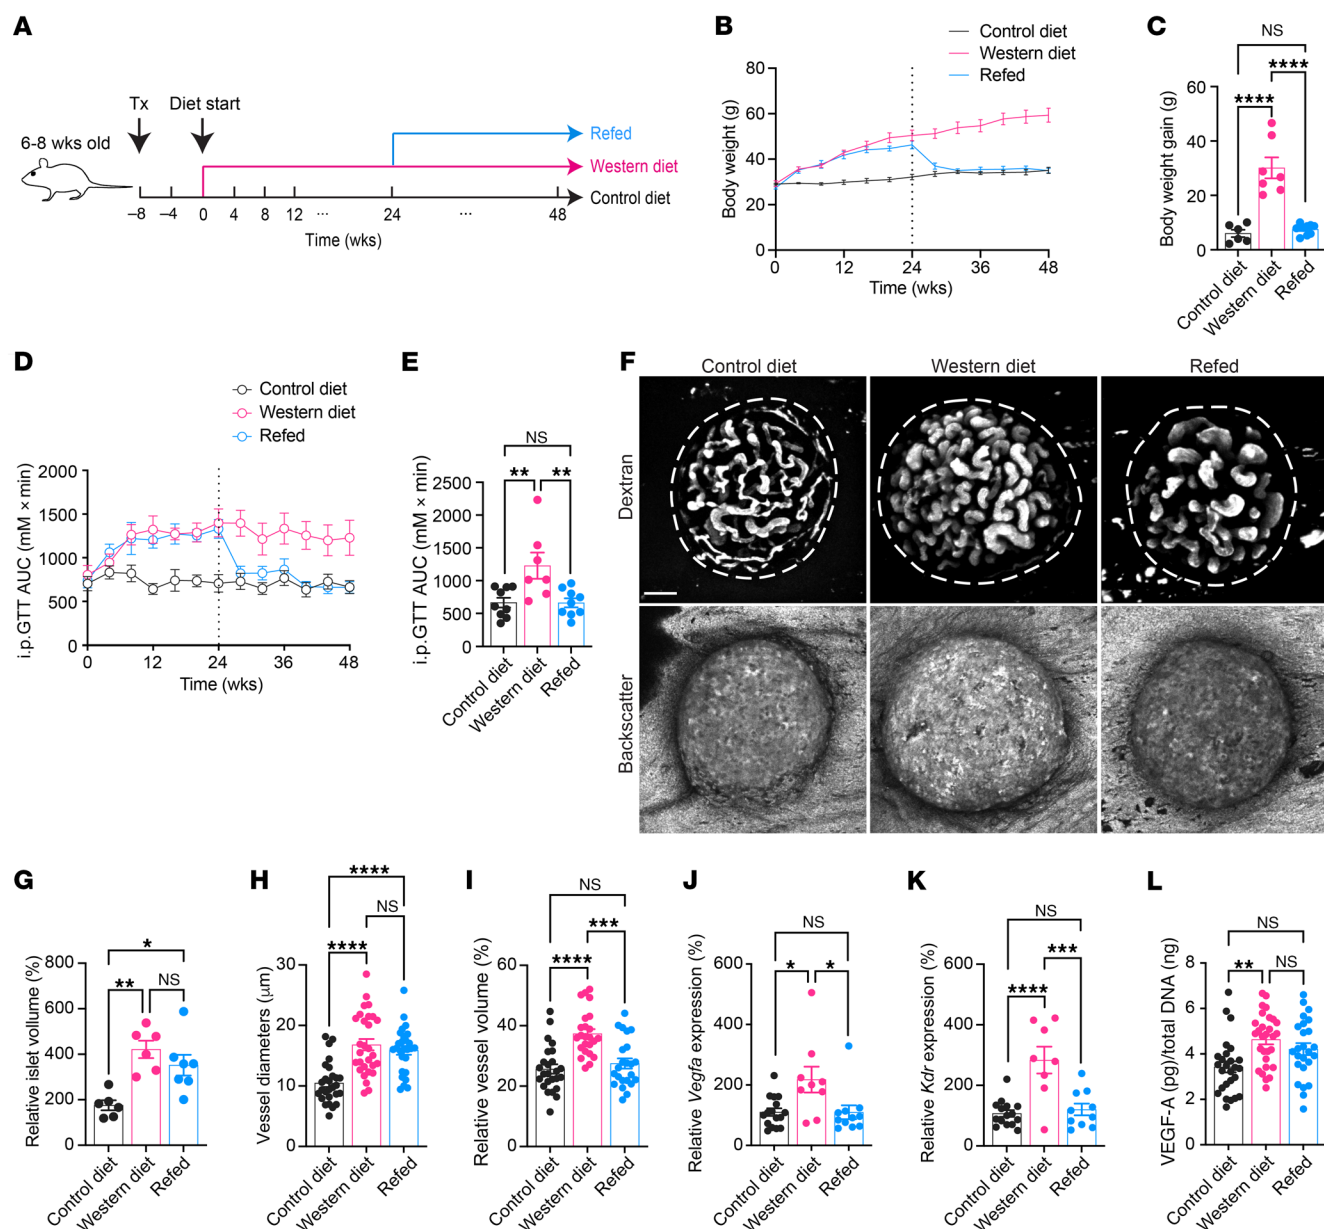 A
Tx
Diet start
6-8 wks old
Refed
Western diet
Control diet
–8 –4 0 4 8 12 ... 24 ... 48
Time (wks)
B
Control diet
Western diet
Refed
Body weight (g)
80
60
40
20
0
0 12 24 36 48
Time (wks)
C
NS
****
****
Body weight gain (g)
60
40
20
0
Control diet
Western diet
Refed
D
Control diet
Western diet
Refed
i.p.GTT AUC (mM × min)
2000
1500
1000
500
0
0 12 24 36 48
Time (wks)
E
NS
** **
i.p.GTT AUC (mM × min)
2500
2000
1500
1000
500
0
Control diet
Western diet
Refed
F
Control diet Western diet Refed
Dextran
Backscatter
G
*
** NS
Relative islet volume (%)
800
600
400
200
0
Control diet
Western diet
Refed
H
****
NS
****
Vessel diameters (μm)
30
20
10
0
Control diet
Western diet
Refed
I
NS
***
****
Relative vessel volume (%)
60
40
20
0
Control diet
Western diet
Refed
J
NS
* *
Relative Vegfa expression (%)
600
400
200
0
Control diet
Western diet
Refed
K
NS
***
****
Relative Kdr expression (%)
600
400
200
0
Control diet
Western diet
Refed
L
NS
** NS
VEGF-A (pg)/total DNA (ng)
8
6
4
2
0
Control diet
Western diet
Refed